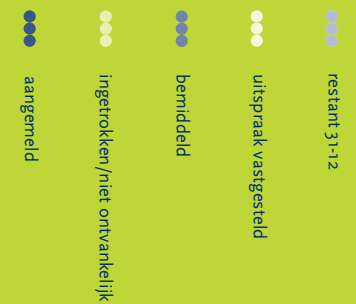 restant 31-12
uitspraak vastgesteld
bemiddeld
ingetrokken/niet ontvankelijk
aangemeld